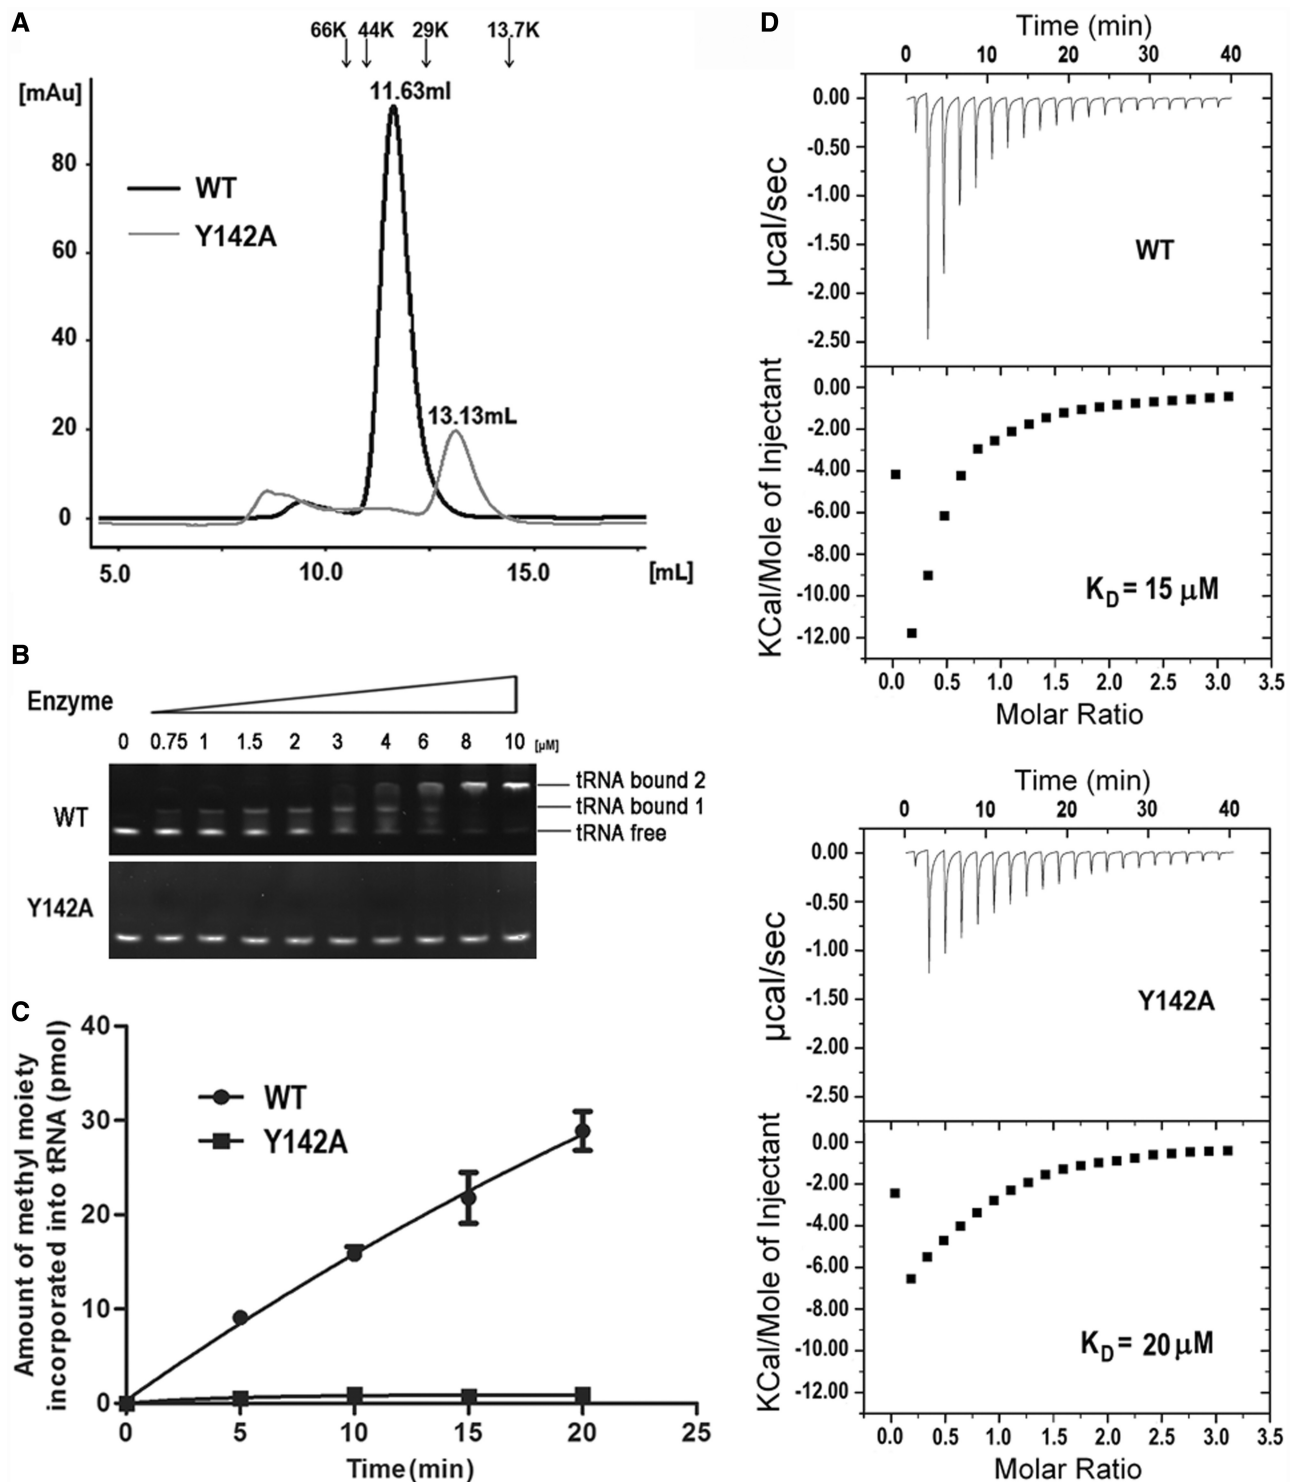 A
66K 44K 29K 13.7K
[mAu]
11.63ml
80
WT
Y142A
60
40
13.13mL
20
0
5.0 10.0 15.0 [mL]
B
Enzyme
0 0.75 1 1.5 2 3 4 6 8 10 [µM]
WT
tRNA bound 2
tRNA bound 1
tRNA free
Y142A
C
Amount of methyl moiety
incorporated into tRNA (pmol)
40
WT
Y142A
30
20
10
0
0 5 10 15 20 25
Time(min)
D
Time (min)
0 10 20 30 40
µcal/sec
0.00
-0.50
-1.00
-1.50
-2.00
-2.50
WT
KCal/Mole of Injectant
0.00
-2.00
-4.00
-6.00
-8.00
-10.00
-12.00
KD = 15 µM
0.0 0.5 1.0 1.5 2.0 2.5 3.0 3.5
Molar Ratio
Time (min)
0 10 20 30 40
µcal/sec
0.00
-0.50
-1.00
-1.50
-2.00
-2.50
Y142A
KCal/Mole of Injectant
0.00
-2.00
-4.00
-6.00
-8.00
-10.00
-12.00
KD = 20 µM
0.0 0.5 1.0 1.5 2.0 2.5 3.0 3.5
Molar Ratio